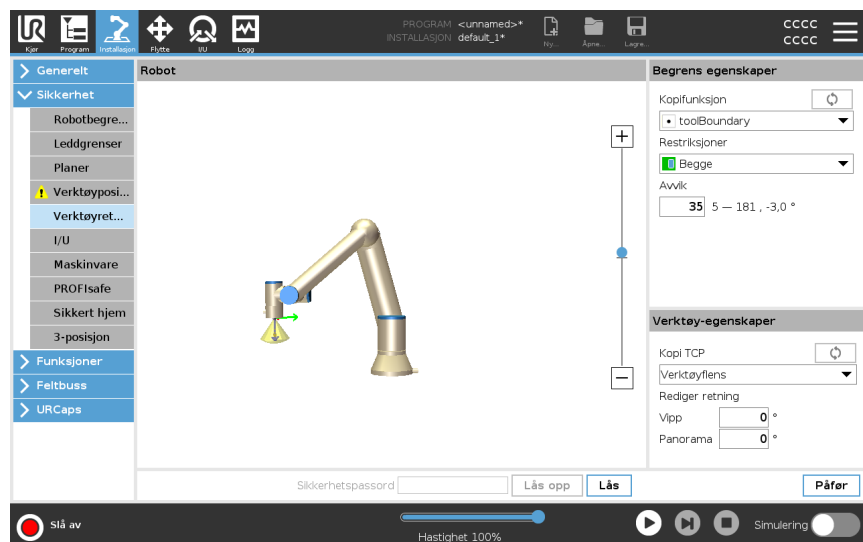 PROGRAM <unnamed>*
INSTALLASJON default_1*
Kjør
Program
Installasjon
Flytte
I/U
Logg
Ny...
Åpne...
Lagre...
CCCC
CCCC
Generelt
Sikkerhet
Robotbegre...
Leddgrenser
Planer
Verktøyposi...
Verktøyret...
I/U
Maskinvare
PROFIsafe
Sikkert hjem
3-posisjon
Funksjoner
Feltbuss
URCaps
Robot
Begrens egenskaper
Kopifunksjon
toolBoundary
Restriksjoner
Begge
Avvik
35 5 — 181 , -3,0 °
Verktøy-egenskaper
Kopi TCP
Verktøyflens
Rediger retning
Vipp 0 °
Panorama 0 °
Sikkerhetspassord Lås opp Lås
Påfør
Slå av
Hastighet 100%
Simulering